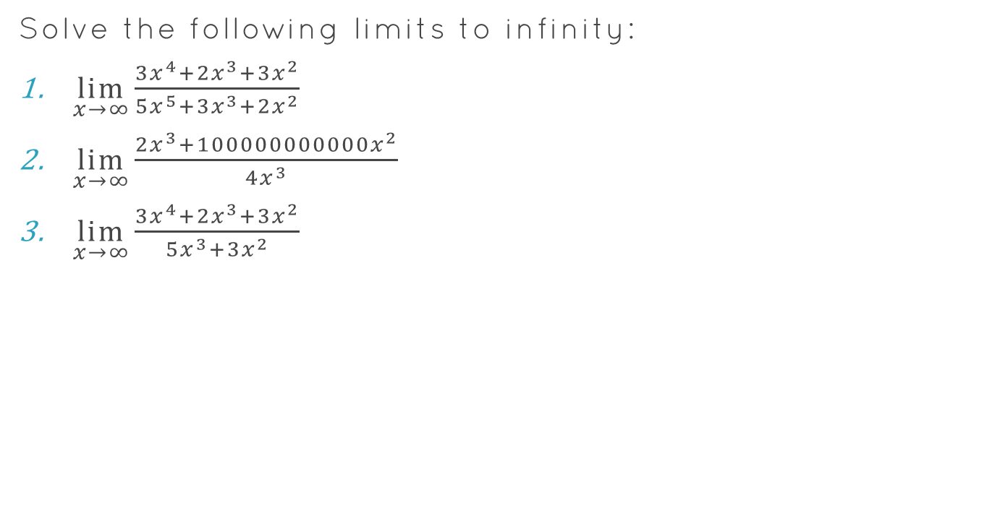 Solve the following limits to infinity:
1. lim x→∞ 3x⁴+2x³+3x² / 5x⁵+3x³+2x²
2. lim x→∞ 2x³+100000000000x² / 4x³
3. lim x→∞ 3x⁴+2x³+3x² / 5x³+3x²